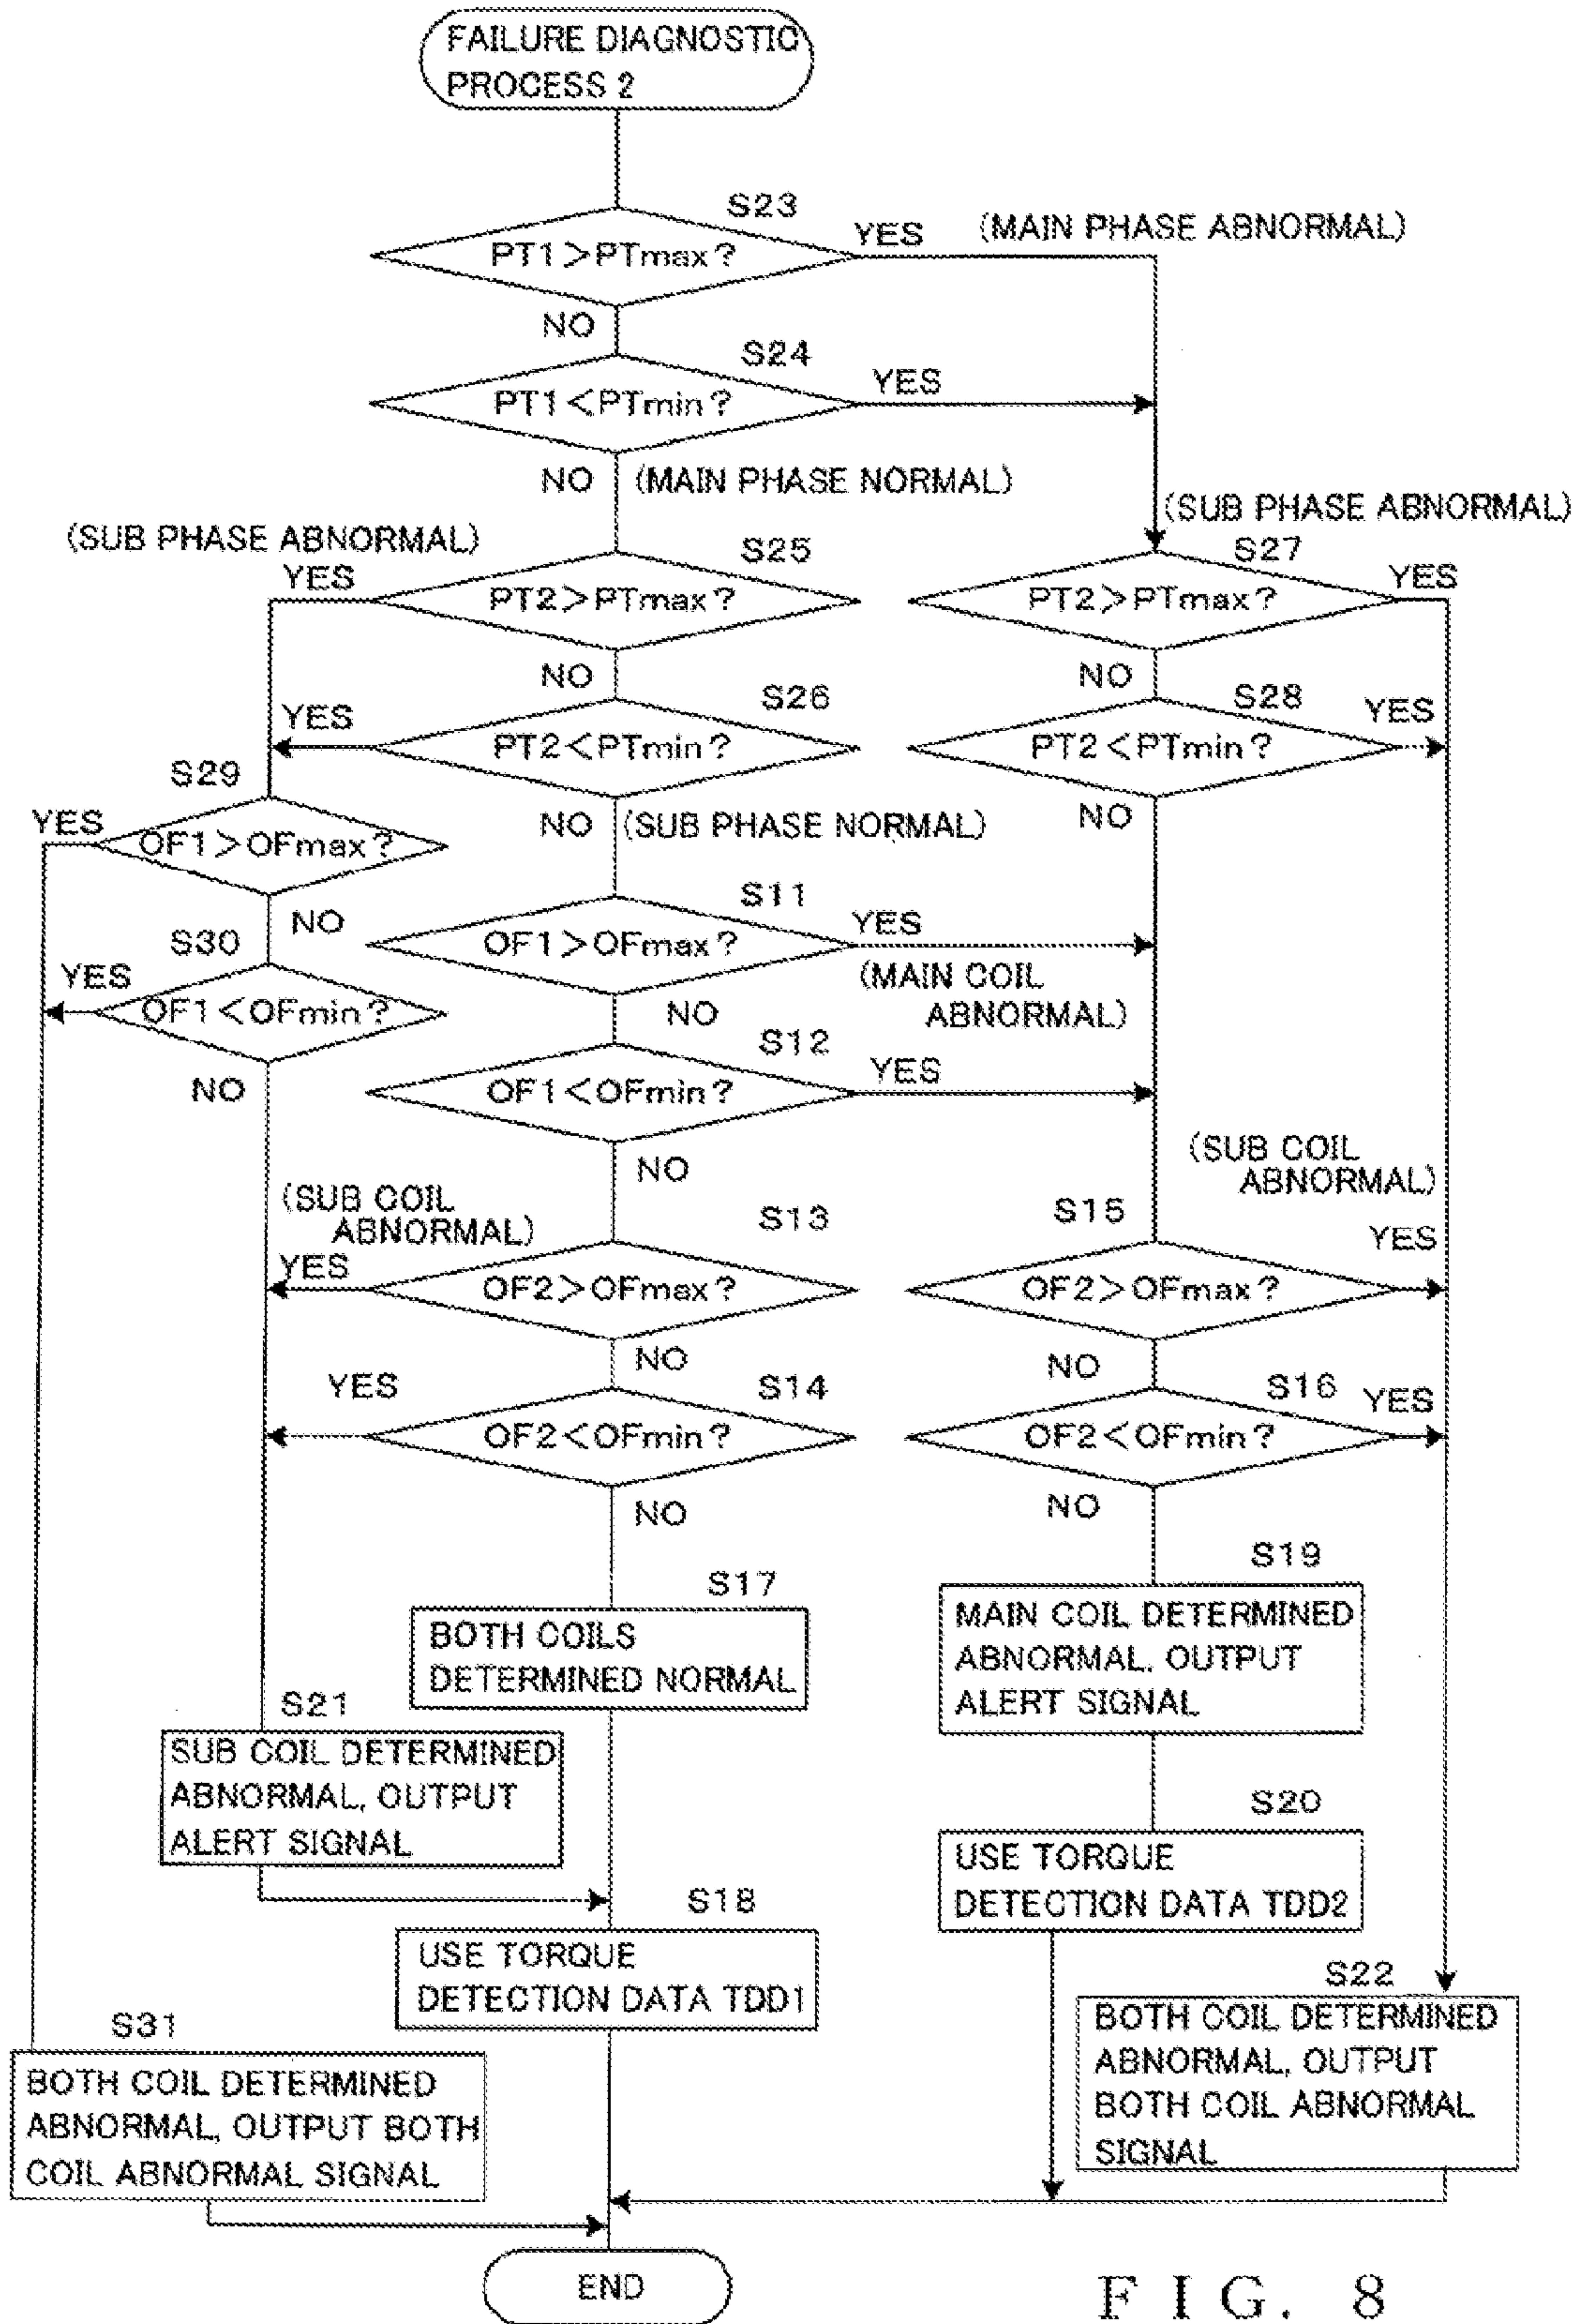 FAILURE DIAGNOSTIC
PROCESS 2
S23
PT1>PTmax?
YES
(MAIN PHASE ABNORMAL)
NO
S24
PT1<PTmin?
YES
NO
(MAIN PHASE NORMAL)
(SUB PHASE ABNORMAL)
(SUB PHASE ABNORMAL)
YES
S25
PT2>PTmax?
S27
PT2>PTmax?
YES
NO
NO
YES
S26
PT2<PTmin?
S28
PT2<PTmin?
YES
S29
YES
OF1>OFmax?
NO
(SUB PHASE NORMAL)
NO
NO
S11
OF1>OFmax?
YES
(MAIN COIL
ABNORMAL)
S30
YES
OF1<OFmin?
NO
NO
S12
OF1<OFmin?
YES
NO
(SUB COIL
ABNORMAL)
(SUB COIL
ABNORMAL)
S13
YES
OF2>OFmax?
S15
OF2>OFmax?
YES
NO
NO
YES
S14
OF2<OFmin?
S16
OF2<OFmin?
YES
NO
NO
S17
BOTH COILS
DETERMINED NORMAL
S19
MAIN COIL DETERMINED
ABNORMAL, OUTPUT
ALERT SIGNAL
S21
SUB COIL DETERMINED
ABNORMAL, OUTPUT
ALERT SIGNAL
S20
USE TORQUE
DETECTION DATA TDD2
S18
USE TORQUE
DETECTION DATA TDD1
S22
BOTH COIL DETERMINED
ABNORMAL, OUTPUT
BOTH COIL ABNORMAL
SIGNAL
S31
BOTH COIL DETERMINED
ABNORMAL, OUTPUT BOTH
COIL ABNORMAL SIGNAL
END
FIG. 8